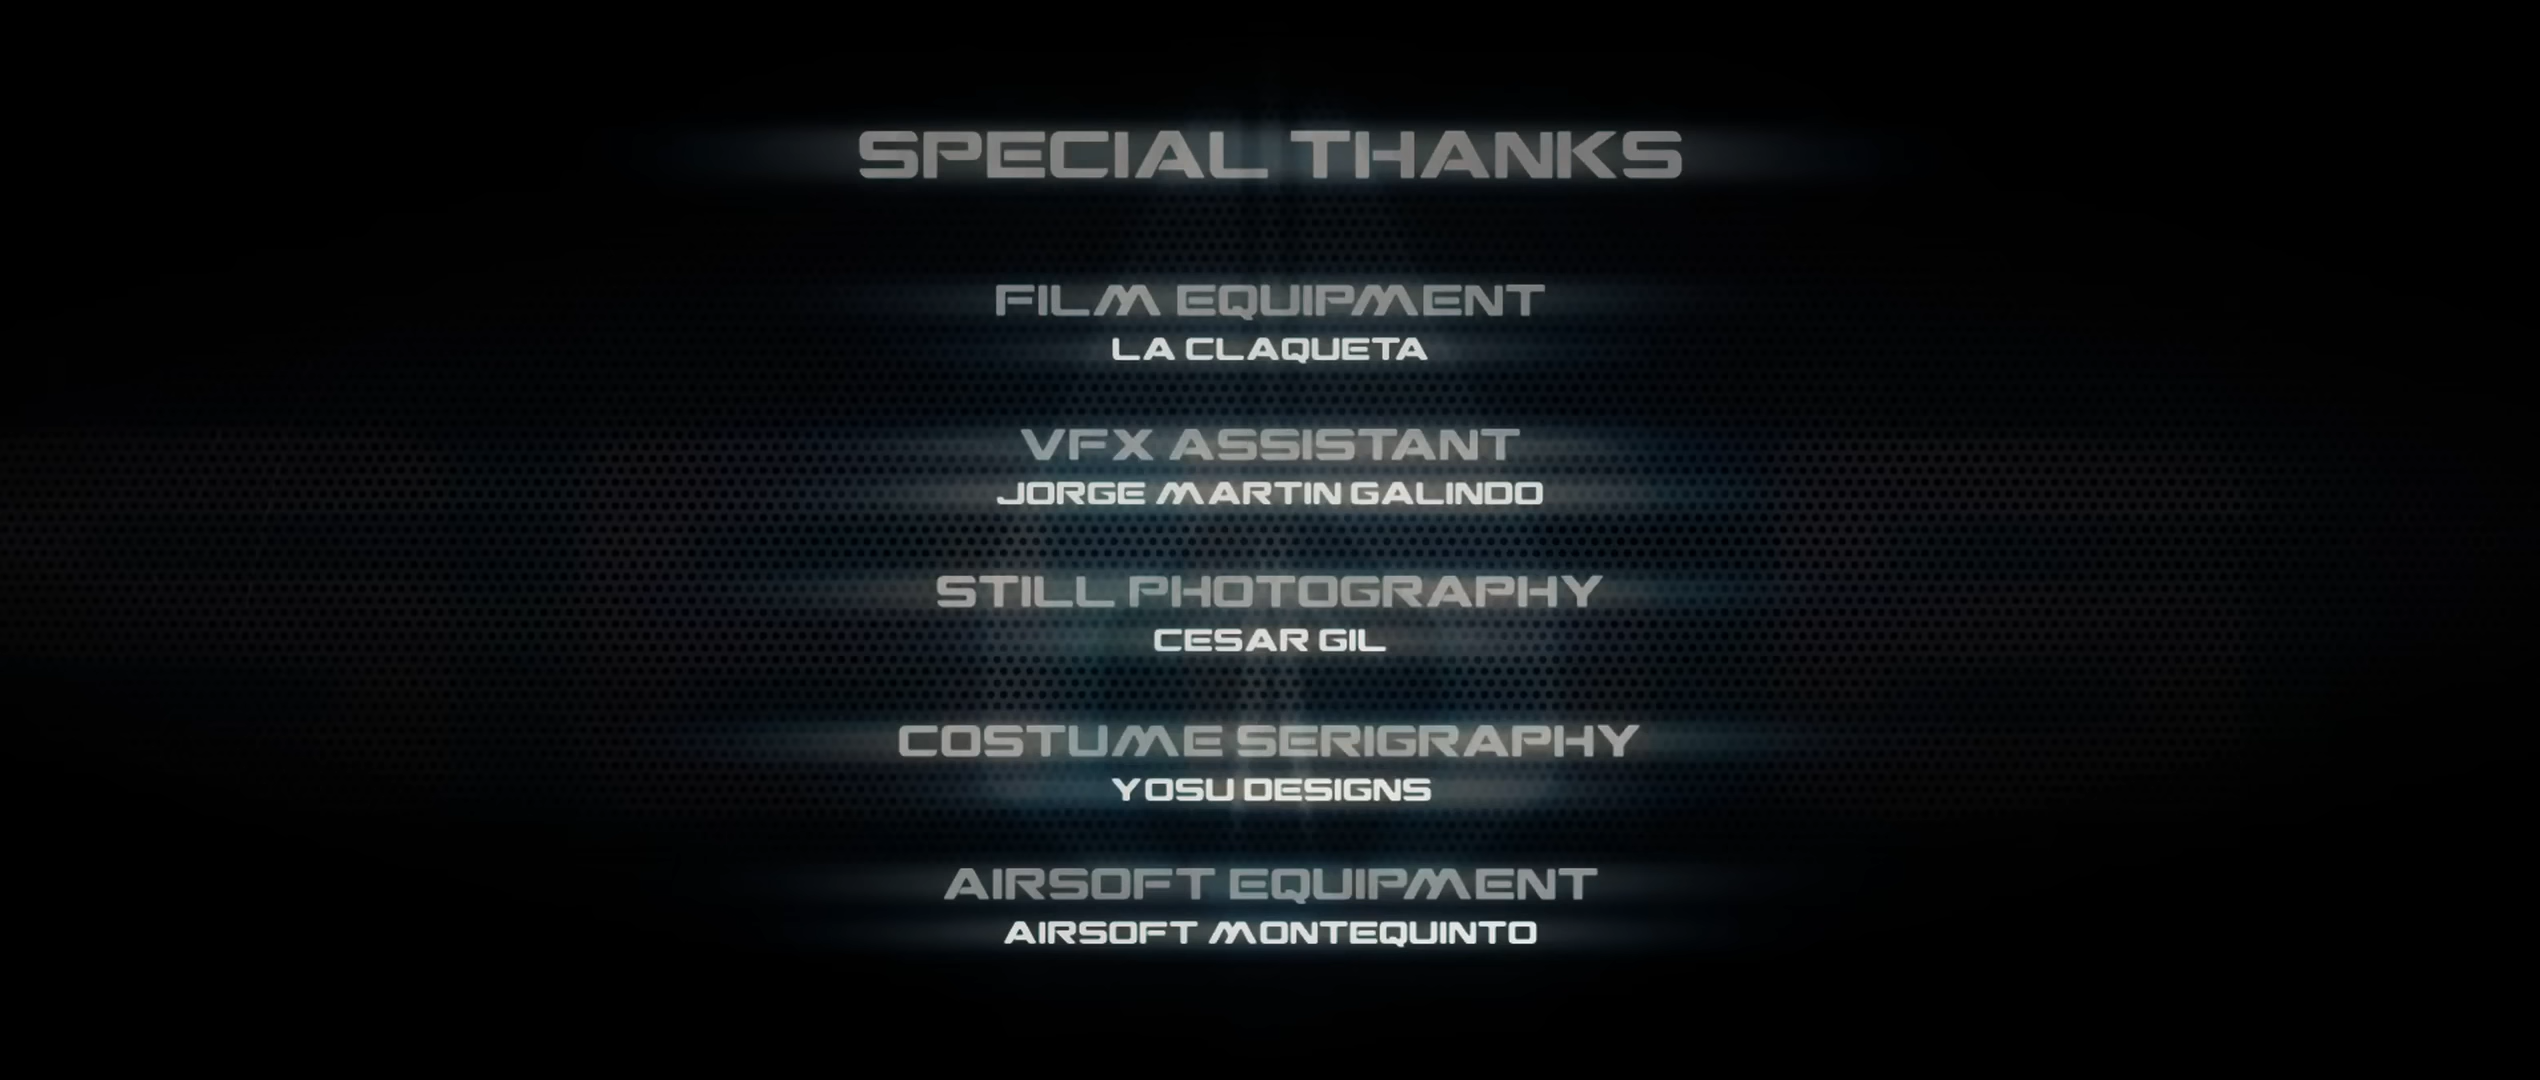 SPECIAL THANKS
FILM EQUIPMENT
LA CLAQUETA
VFX ASSISTANT
JORGE MARTIN GALINDO
STILL PHOTOGRAPHY
CESAR GIL
COSTUME SERIGRAPHY
YOSU DESIGNS
AIRSOFT EQUIPMENT
AIRSOFT MONTEQUINTO